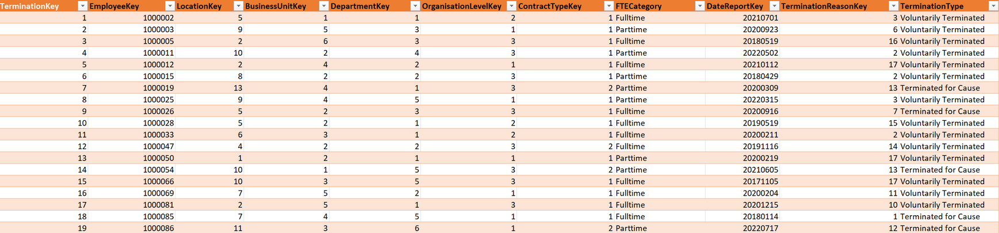 TerminationKey EmployeeKey LocationKey BusinessUnitKey DepartmentKey OrganisationLevelKey ContractTypeKey FTECategory DateReportKey TerminationReasonKey TerminationType
1 1000002 5 1 1 2 1 Fulltime 20210701 3 Voluntarily Terminated
2 1000003 9 5 3 1 1 Parttime 20200923 6 Voluntarily Terminated
3 1000005 2 6 3 3 1 Fulltime 20180519 16 Voluntarily Terminated
4 1000011 10 2 4 3 1 Parttime 20220502 2 Voluntarily Terminated
5 1000012 2 4 2 1 1 Fulltime 20210112 17 Voluntarily Terminated
6 1000015 8 2 2 3 1 Parttime 20180429 2 Voluntarily Terminated
7 1000019 13 4 1 3 2 Parttime 20200309 13 Terminated for Cause
8 1000025 9 4 5 1 1 Parttime 20220315 3 Voluntarily Terminated
9 1000026 5 2 3 3 1 Fulltime 20200916 7 Terminated for Cause
10 1000028 5 2 1 2 1 Fulltime 20190519 15 Voluntarily Terminated
11 1000033 6 3 1 2 1 Fulltime 20200211 2 Voluntarily Terminated
12 1000047 4 2 2 3 2 Fulltime 20191116 14 Voluntarily Terminated
13 1000050 1 2 1 1 1 Parttime 20200219 17 Voluntarily Terminated
14 1000054 10 1 5 3 2 Parttime 20210605 13 Terminated for Cause
15 1000066 10 3 5 3 1 Fulltime 20171105 17 Voluntarily Terminated
16 1000069 7 5 2 1 1 Fulltime 20200204 11 Voluntarily Terminated
17 1000081 2 5 1 3 1 Fulltime 20201215 10 Voluntarily Terminated
18 1000085 7 4 5 1 1 Fulltime 20180114 1 Terminated for Cause
19 1000086 11 3 6 1 2 Parttime 20220717 12 Terminated for Cause